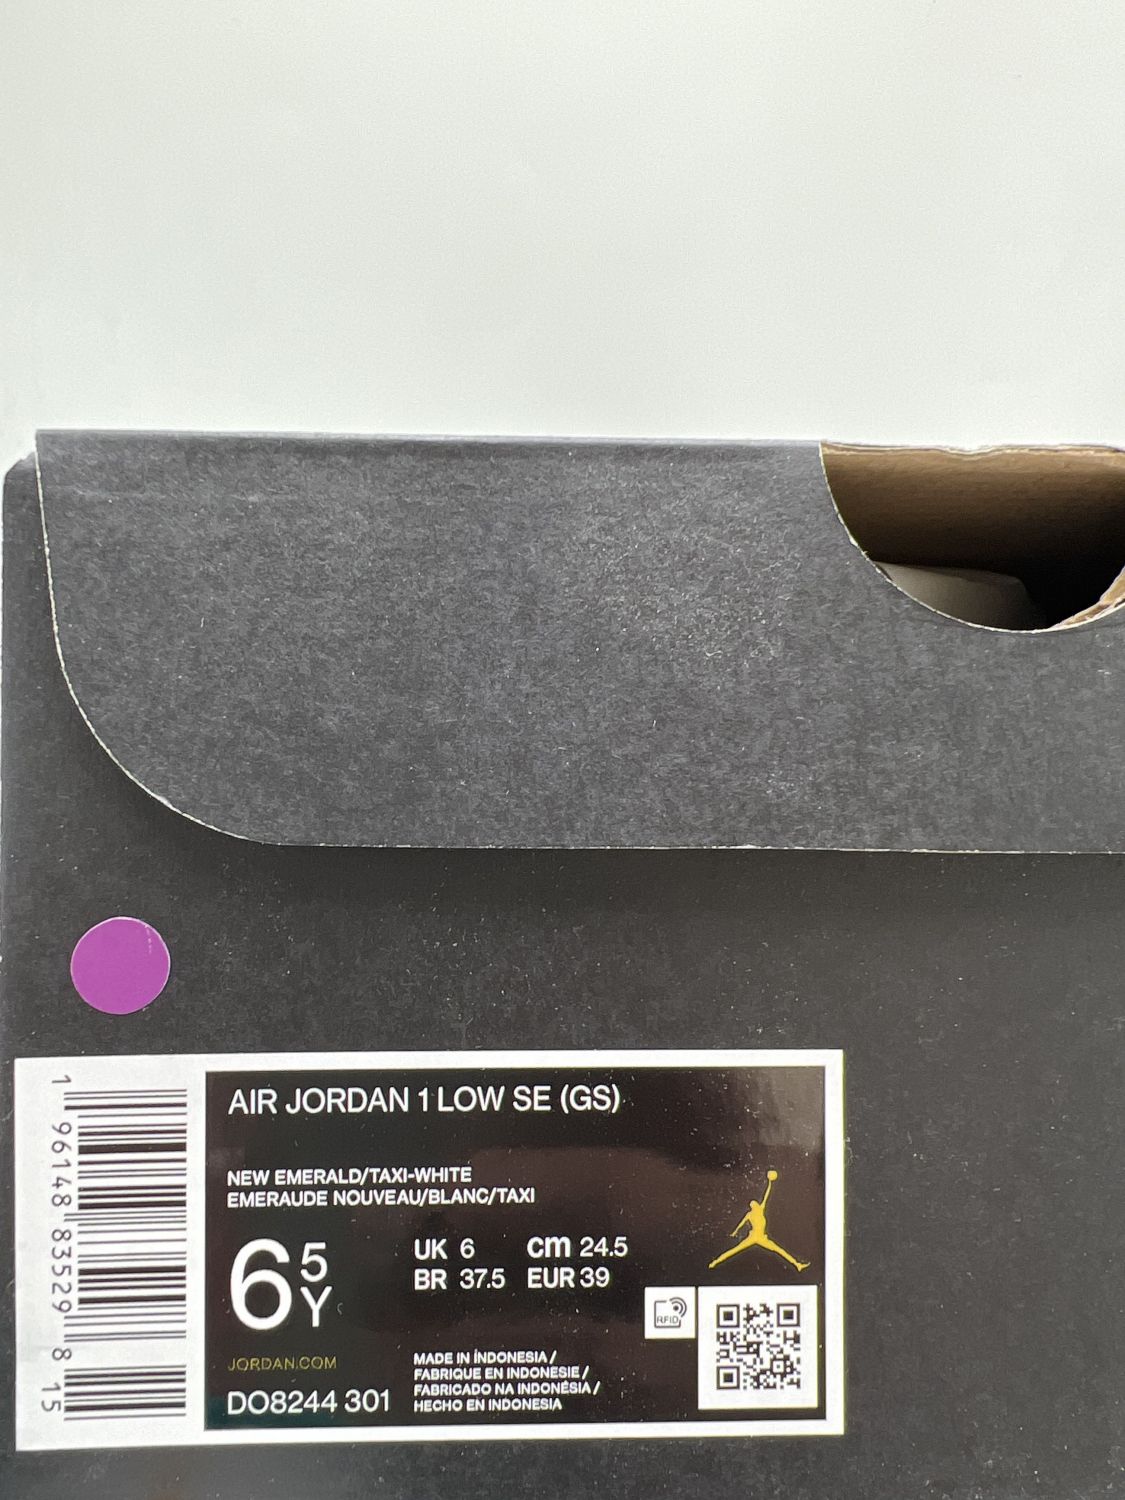 1 96148 83529 8 15
AIR JORDAN 1 LOW SE (GS)
NEW EMERALD/TAXI-WHITE
EMERAUDE NOUVEAU/BLANC/TAXI
6 5 Y
UK 6 cm 24.5
BR 37.5 EUR 39
RFID
JORDAN.COM
DO8244 301
MADE IN INDONESIA /
FABRIQUE EN INDONESIE /
FABRICADO NA INDONÉSIA /
HECHO EN INDONESIA